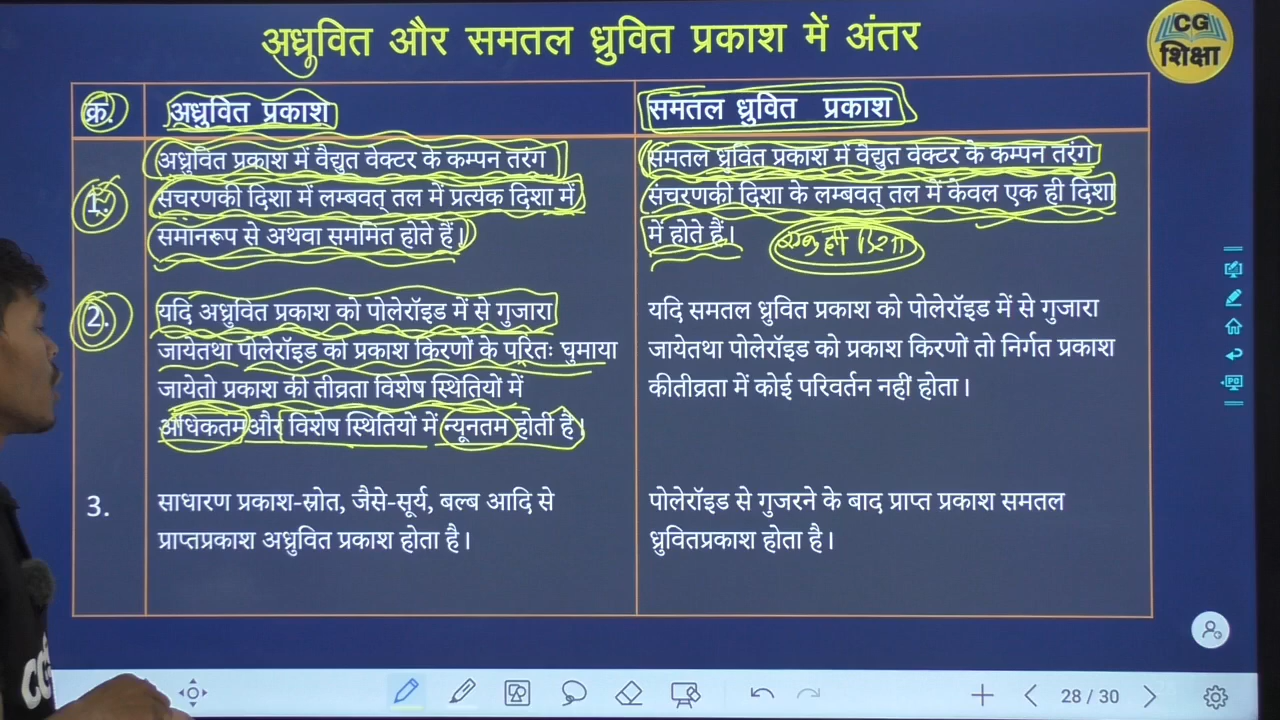 अध्रुवित और समतल ध्रुवित प्रकाश में अंतर
CG
शिक्षा
क्र.
अध्रुवित प्रकाश
समतल ध्रुवित प्रकाश
1.
अध्रुवित प्रकाश में वैद्युत वेक्टर के कम्पन तरंग
संचरणकी दिशा में लम्बवत् तल में प्रत्येक दिशा में
समानरूप से अथवा सममित होते हैं।
समतल ध्रुवित प्रकाश में वैद्युत वेक्टर के कम्पन तरंग
संचरणकी दिशा के लम्बवत् तल में केवल एक ही दिशा
में होते हैं।
एक ही दिशा
2.
यदि अध्रुवित प्रकाश को पोलेरॉइड में से गुजारा
जायेतथा पोलेरॉइड को प्रकाश किरणों के परितः घुमाया
जायेतो प्रकाश की तीव्रता विशेष स्थितियों में
अधिकतम और विशेष स्थितियों में न्यूनतम होती है।
यदि समतल ध्रुवित प्रकाश को पोलेरॉइड में से गुजारा
जायेतथा पोलेरॉइड को प्रकाश किरणों तो निर्गत प्रकाश
कीतीव्रता में कोई परिवर्तन नहीं होता।
3.
साधारण प्रकाश-स्रोत, जैसे-सूर्य, बल्ब आदि से
प्राप्तप्रकाश अध्रुवित प्रकाश होता है।
पोलेरॉइड से गुजरने के बाद प्राप्त प्रकाश समतल
ध्रुवितप्रकाश होता है।
28 / 30